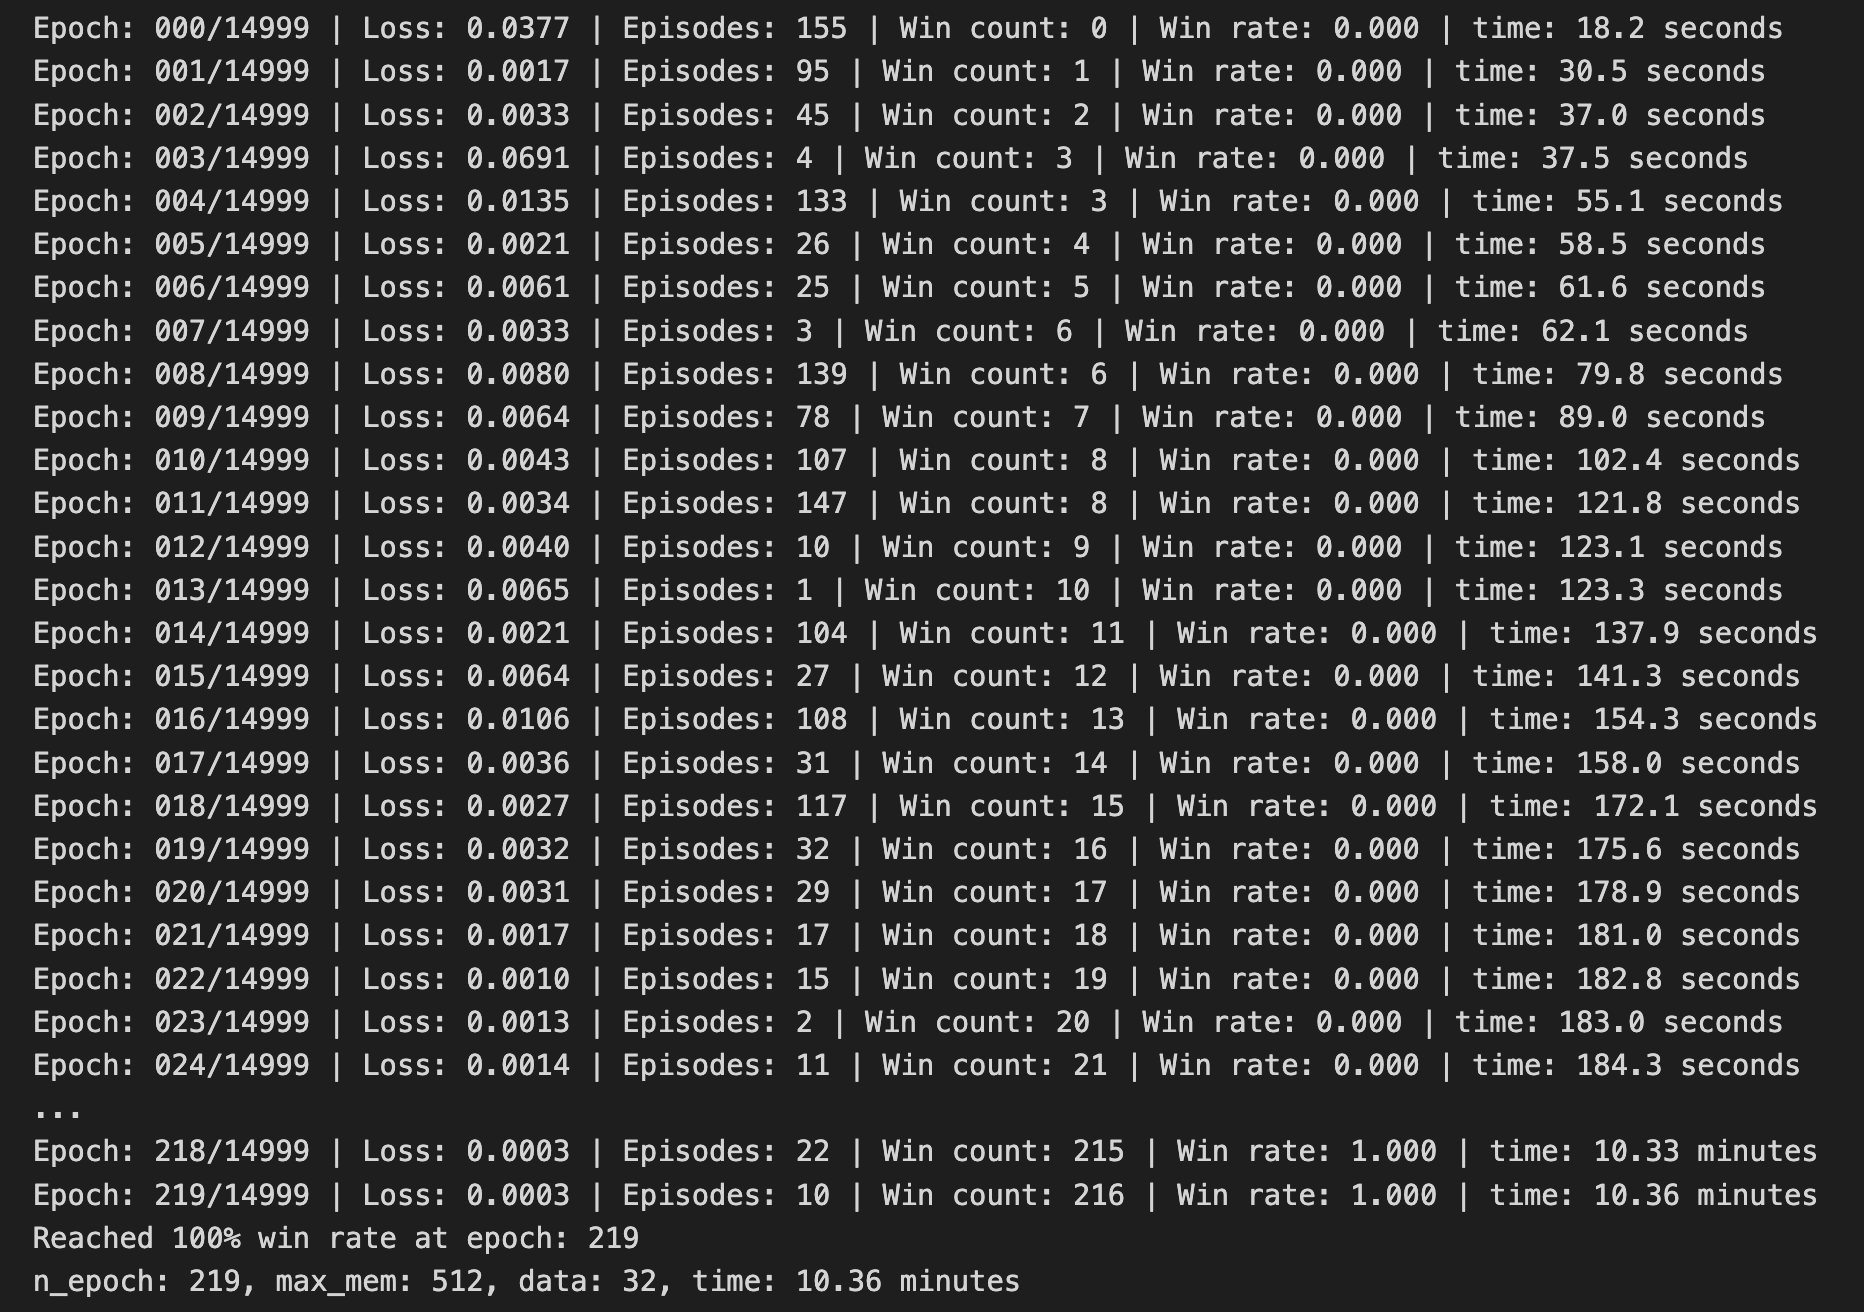 Epoch: 000/14999 | Loss: 0.0377 | Episodes: 155 | Win count: 0 | Win rate: 0.000 | time: 18.2 seconds
Epoch: 001/14999 | Loss: 0.0017 | Episodes: 95 | Win count: 1 | Win rate: 0.000 | time: 30.5 seconds
Epoch: 002/14999 | Loss: 0.0033 | Episodes: 45 | Win count: 2 | Win rate: 0.000 | time: 37.0 seconds
Epoch: 003/14999 | Loss: 0.0691 | Episodes: 4 | Win count: 3 | Win rate: 0.000 | time: 37.5 seconds
Epoch: 004/14999 | Loss: 0.0135 | Episodes: 133 | Win count: 3 | Win rate: 0.000 | time: 55.1 seconds
Epoch: 005/14999 | Loss: 0.0021 | Episodes: 26 | Win count: 4 | Win rate: 0.000 | time: 58.5 seconds
Epoch: 006/14999 | Loss: 0.0061 | Episodes: 25 | Win count: 5 | Win rate: 0.000 | time: 61.6 seconds
Epoch: 007/14999 | Loss: 0.0033 | Episodes: 3 | Win count: 6 | Win rate: 0.000 | time: 62.1 seconds
Epoch: 008/14999 | Loss: 0.0080 | Episodes: 139 | Win count: 6 | Win rate: 0.000 | time: 79.8 seconds
Epoch: 009/14999 | Loss: 0.0064 | Episodes: 78 | Win count: 7 | Win rate: 0.000 | time: 89.0 seconds
Epoch: 010/14999 | Loss: 0.0043 | Episodes: 107 | Win count: 8 | Win rate: 0.000 | time: 102.4 seconds
Epoch: 011/14999 | Loss: 0.0034 | Episodes: 147 | Win count: 8 | Win rate: 0.000 | time: 121.8 seconds
Epoch: 012/14999 | Loss: 0.0040 | Episodes: 10 | Win count: 9 | Win rate: 0.000 | time: 123.1 seconds
Epoch: 013/14999 | Loss: 0.0065 | Episodes: 1 | Win count: 10 | Win rate: 0.000 | time: 123.3 seconds
Epoch: 014/14999 | Loss: 0.0021 | Episodes: 104 | Win count: 11 | Win rate: 0.000 | time: 137.9 seconds
Epoch: 015/14999 | Loss: 0.0064 | Episodes: 27 | Win count: 12 | Win rate: 0.000 | time: 141.3 seconds
Epoch: 016/14999 | Loss: 0.0106 | Episodes: 108 | Win count: 13 | Win rate: 0.000 | time: 154.3 seconds
Epoch: 017/14999 | Loss: 0.0036 | Episodes: 31 | Win count: 14 | Win rate: 0.000 | time: 158.0 seconds
Epoch: 018/14999 | Loss: 0.0027 | Episodes: 117 | Win count: 15 | Win rate: 0.000 | time: 172.1 seconds
Epoch: 019/14999 | Loss: 0.0032 | Episodes: 32 | Win count: 16 | Win rate: 0.000 | time: 175.6 seconds
Epoch: 020/14999 | Loss: 0.0031 | Episodes: 29 | Win count: 17 | Win rate: 0.000 | time: 178.9 seconds
Epoch: 021/14999 | Loss: 0.0017 | Episodes: 17 | Win count: 18 | Win rate: 0.000 | time: 181.0 seconds
Epoch: 022/14999 | Loss: 0.0010 | Episodes: 15 | Win count: 19 | Win rate: 0.000 | time: 182.8 seconds
Epoch: 023/14999 | Loss: 0.0013 | Episodes: 2 | Win count: 20 | Win rate: 0.000 | time: 183.0 seconds
Epoch: 024/14999 | Loss: 0.0014 | Episodes: 11 | Win count: 21 | Win rate: 0.000 | time: 184.3 seconds
...
Epoch: 218/14999 | Loss: 0.0003 | Episodes: 22 | Win count: 215 | Win rate: 1.000 | time: 10.33 minutes
Epoch: 219/14999 | Loss: 0.0003 | Episodes: 10 | Win count: 216 | Win rate: 1.000 | time: 10.36 minutes
Reached 100% win rate at epoch: 219
n_epoch: 219, max_mem: 512, data: 32, time: 10.36 minutes